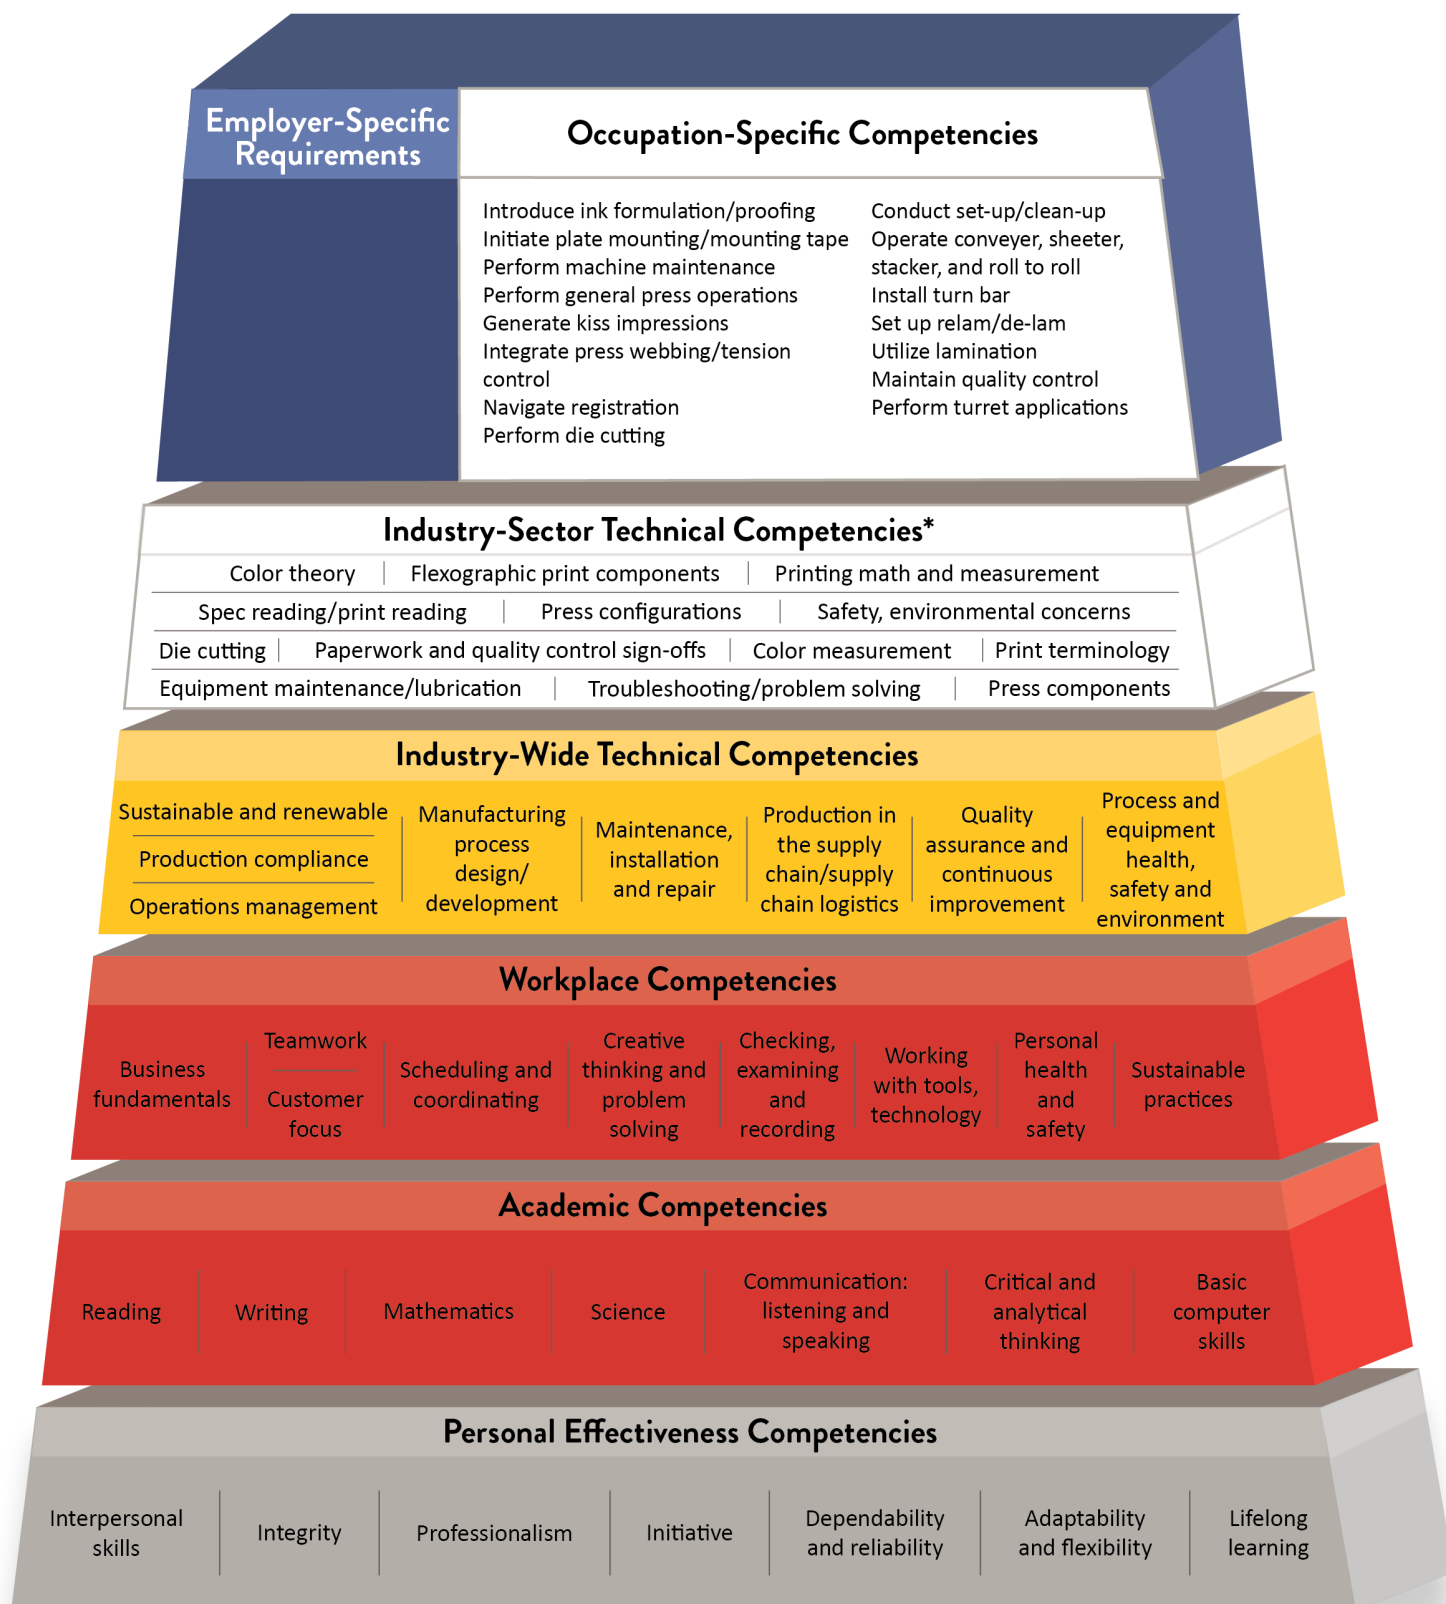 Employer-Specific
Requirements
Occupation-Specific Competencies
Introduce ink formulation/proofing
Initiate plate mounting/mounting tape
Perform machine maintenance
Perform general press operations
Generate kiss impressions
Integrate press webbing/tension
control
Navigate registration
Perform die cutting
Conduct set-up/clean-up
Operate conveyer, sheeter,
stacker, and roll to roll
Install turn bar
Set up relam/de-lam
Utilize lamination
Maintain quality control
Perform turret applications
Industry-Sector Technical Competencies*
Color theory | Flexographic print components | Printing math and measurement
Spec reading/print reading | Press configurations | Safety, environmental concerns
Die cutting | Paperwork and quality control sign-offs | Color measurement | Print terminology
Equipment maintenance/lubrication | Troubleshooting/problem solving | Press components
Industry-Wide Technical Competencies
Sustainable and renewable
Production compliance
Operations management
Manufacturing
process
design/
development
Maintenance,
installation
and repair
Production in
the supply
chain/supply
chain logistics
Quality
assurance and
continuous
improvement
Process and
equipment
health,
safety and
environment
Workplace Competencies
Business
fundamentals
Teamwork
Customer
focus
Scheduling and
coordinating
Creative
thinking and
problem
solving
Checking,
examining
and
recording
Working
with tools,
technology
Personal
health
and
safety
Sustainable
practices
Academic Competencies
Reading
Writing
Mathematics
Science
Communication:
listening and
speaking
Critical and
analytical
thinking
Basic
computer
skills
Personal Effectiveness Competencies
Interpersonal
skills
Integrity
Professionalism
Initiative
Dependability
and reliability
Adaptability
and flexibility
Lifelong
learning